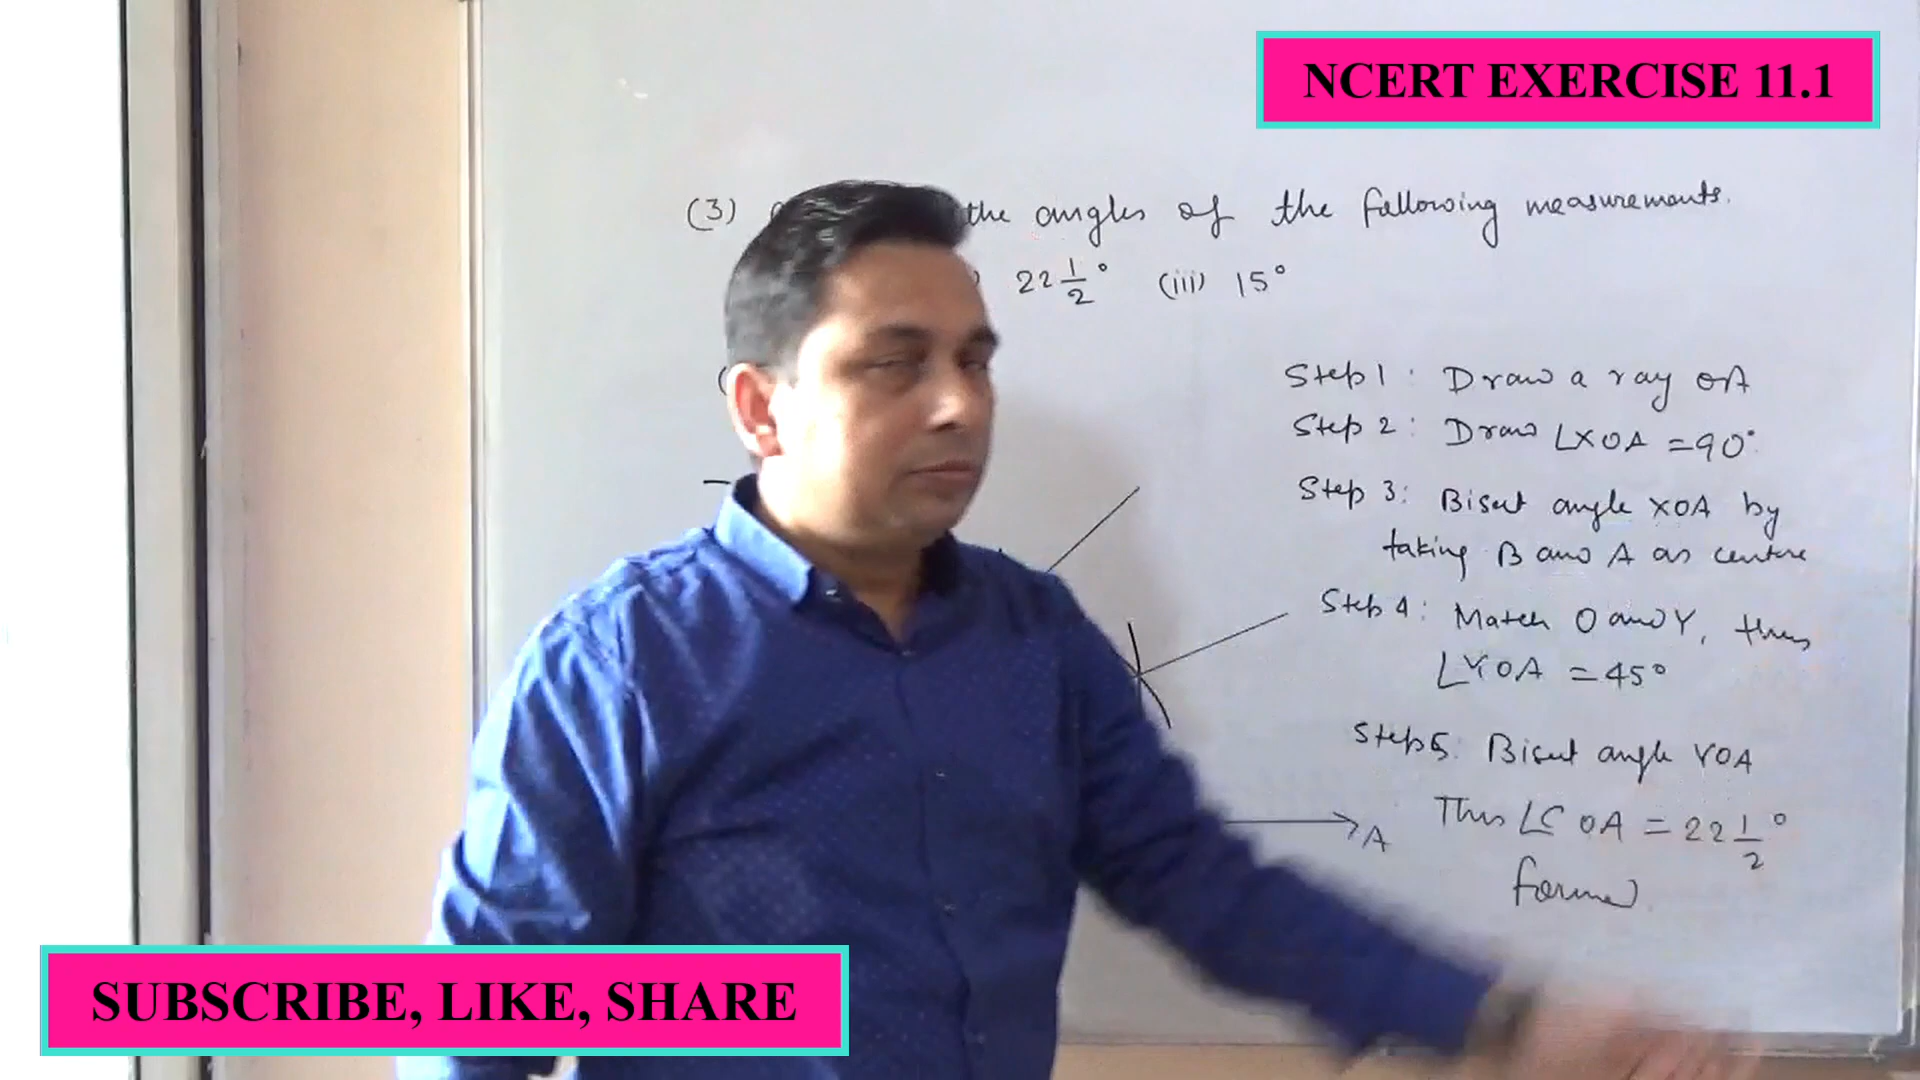 NCERT EXERCISE 11.1
(3) the angles of the following measurements.
22 1/2° (iii) 15°
Step 1: Draw a ray OA
Step 2: Draw ∠XOA = 90°
Step 3: Bisect angle XOA by
taking B and A as centre
Step 4: Match O and Y, thus
∠YOA = 45°
Step 5: Bisect angle YOA
Thus ∠COA = 22 1/2°
formed
A
SUBSCRIBE, LIKE, SHARE